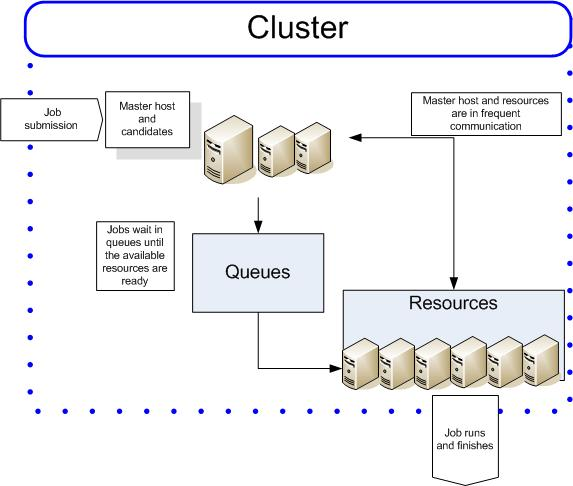 Cluster
Job
submission
Master host
and
candidates
Master host and resources
are in frequent
communication
Jobs wait in
queues until
the available
resources are
ready
Queues
Resources
Job runs
and finishes